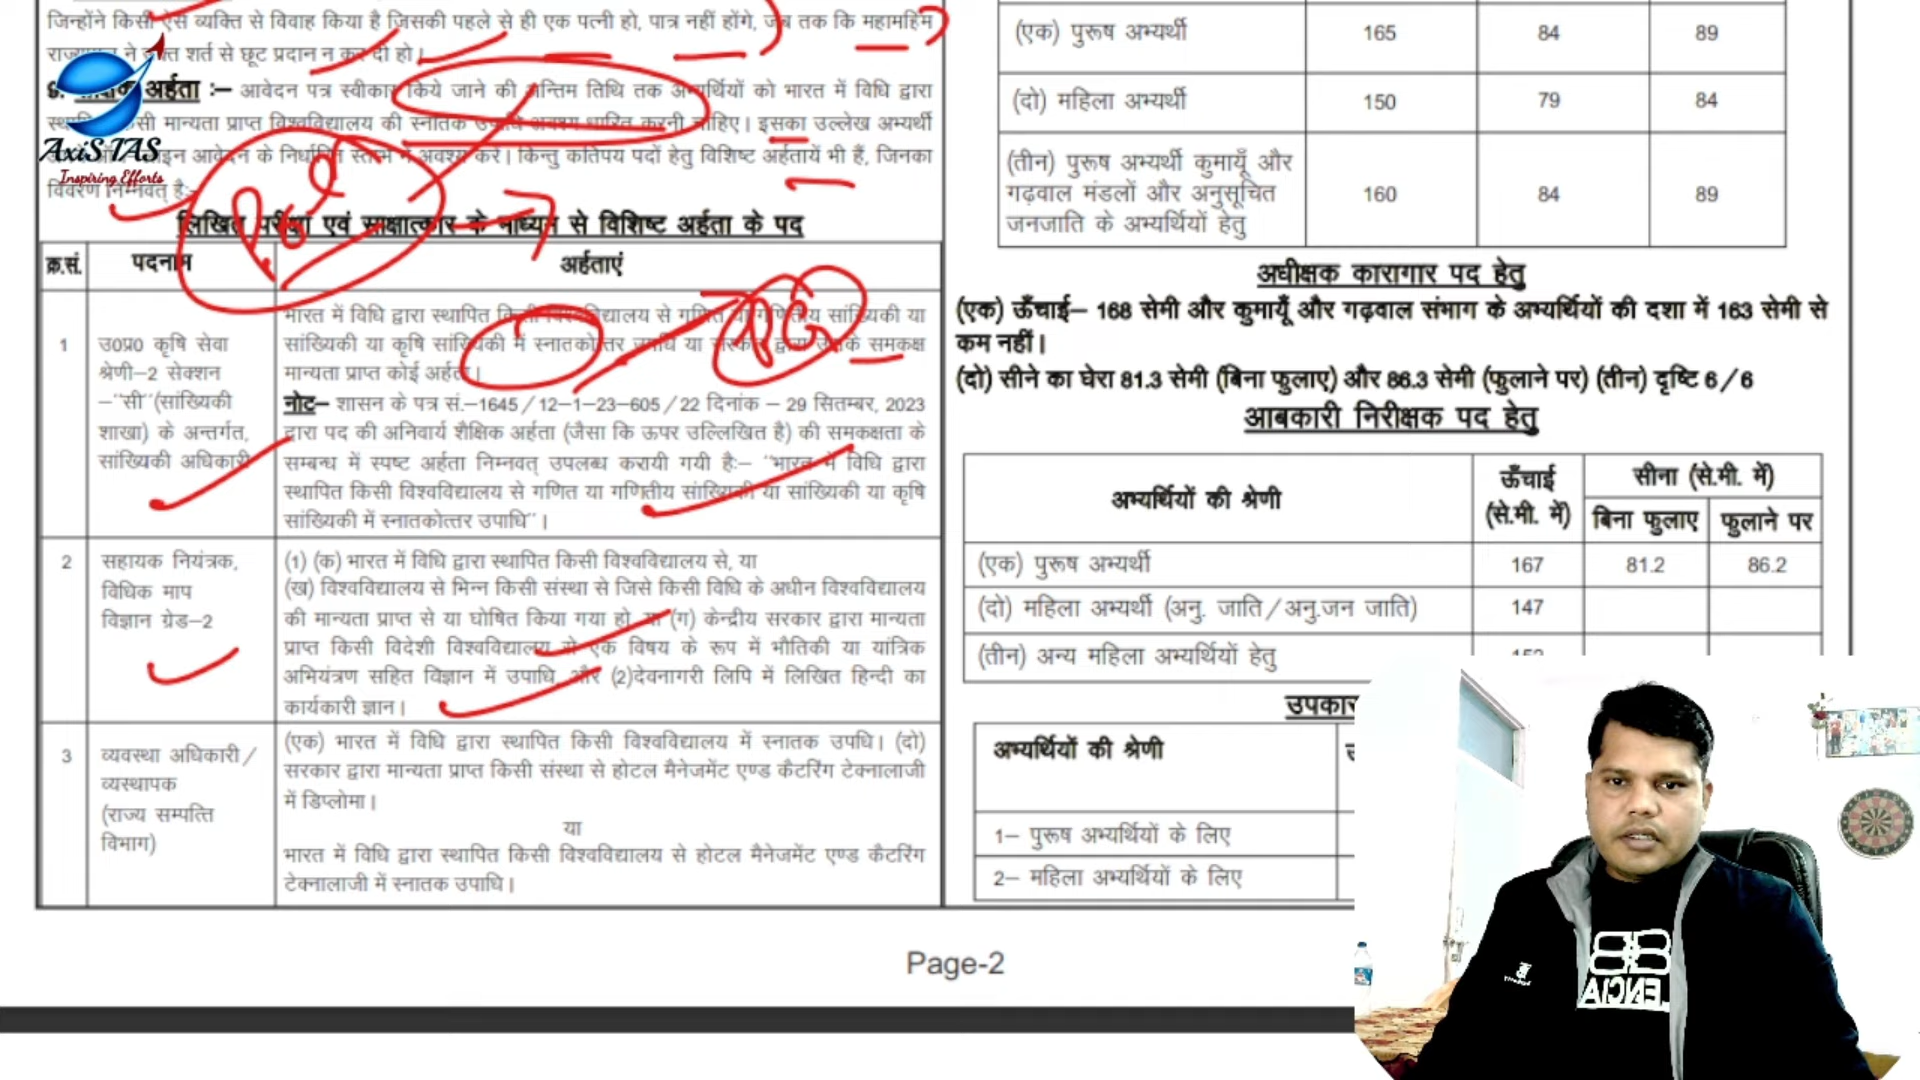 जिन्होंने किसी ऐसे व्यक्ति से विवाह किया है जिसकी पहले से ही एक पत्नी हो, पात्र नहीं होंगे, जब तक कि महामहिम
ने शर्त से छूट प्रदान न कर दी हो।
अर्हता :– आवेदन पत्र स्वीकार किये जाने की अन्तिम तिथि तक अभ्यर्थियों को भारत में विधि द्वारा
मान्यता प्राप्त विश्वविद्यालय की स्नातक उपाधि अवश्य धारित करनी चाहिए। इसका उल्लेख अभ्यर्थी
आवेदन के निर्धारित स्तम्भ में अवश्य करें। किन्तु कतिपय पदों हेतु विशिष्ट अर्हतायें भी हैं, जिनका
विवरण निम्नवत् है:–
AxiS IAS
Inspiring Efforts
लिखित परीक्षा एवं साक्षात्कार के माध्यम से विशिष्ट अर्हता के पद
क्र.सं. पदनाम अर्हताएं
1
उ0प्र0 कृषि सेवा
श्रेणी–2 सेक्शन
–"सी"(सांख्यिकी
शाखा) के अन्तर्गत,
सांख्यिकी अधिकारी
भारत में विधि द्वारा स्थापित किसी विश्वविद्यालय से गणित या गणितीय सांख्यिकी या
सांख्यिकी या कृषि सांख्यिकी में स्नातकोत्तर उपाधि या सरकार द्वारा उसके समकक्ष
मान्यता प्राप्त कोई अर्हता।
नोट– शासन के पत्र सं.–1645/12–1–23–605/22 दिनांक – 29 सितम्बर, 2023
द्वारा पद की अनिवार्य शैक्षिक अर्हता (जैसा कि ऊपर उल्लिखित है) की समकक्षता के
सम्बन्ध में स्पष्ट अर्हता निम्नवत् उपलब्ध करायी गयी है:– "भारत में विधि द्वारा
स्थापित किसी विश्वविद्यालय से गणित या गणितीय सांख्यिकी या सांख्यिकी या कृषि
सांख्यिकी में स्नातकोत्तर उपाधि"।
2
सहायक नियंत्रक,
विधिक माप
विज्ञान ग्रेड–2
(1) (क) भारत में विधि द्वारा स्थापित किसी विश्वविद्यालय से, या
(ख) विश्वविद्यालय से भिन्न किसी संस्था से जिसे किसी विधि के अधीन विश्वविद्यालय
की मान्यता प्राप्त से या घोषित किया गया हो, या (ग) केन्द्रीय सरकार द्वारा मान्यता
प्राप्त किसी विदेशी विश्वविद्यालय से एक विषय के रूप में भौतिकी या यांत्रिक
अभियंत्रण सहित विज्ञान में उपाधि, और (2)देवनागरी लिपि में लिखित हिन्दी का
कार्यकारी ज्ञान।
3
व्यवस्था अधिकारी/
व्यस्थापक
(राज्य सम्पत्ति
विभाग)
(एक) भारत में विधि द्वारा स्थापित किसी विश्वविद्यालय में स्नातक उपधि। (दो)
सरकार द्वारा मान्यता प्राप्त किसी संस्था से होटल मैनेजमेंट एण्ड कैटरिंग टेक्नालाजी
में डिप्लोमा।
या
भारत में विधि द्वारा स्थापित किसी विश्वविद्यालय से होटल मैनेजमेंट एण्ड कैटरिंग
टेक्नालाजी में स्नातक उपाधि।
(एक) पुरूष अभ्यर्थी 165 84 89
(दो) महिला अभ्यर्थी 150 79 84
(तीन) पुरूष अभ्यर्थी कुमायूँ और
गढ़वाल मंडलों और अनुसूचित
जनजाति के अभ्यर्थियों हेतु
160 84 89
अधीक्षक कारागार पद हेतु
(एक) ऊँचाई– 168 सेमी और कुमायूँ और गढ़वाल संभाग के अभ्यर्थियों की दशा में 163 सेमी से
कम नहीं।
(दो) सीने का घेरा 81.3 सेमी (बिना फुलाए) और 86.3 सेमी (फुलाने पर) (तीन) दृष्टि 6/6
आबकारी निरीक्षक पद हेतु
अभ्यर्थियों की श्रेणी
ऊँचाई
(से.मी. में)
सीना (से.मी. में)
बिना फुलाए फुलाने पर
(एक) पुरूष अभ्यर्थी 167 81.2 86.2
(दो) महिला अभ्यर्थी (अनु. जाति/अनु.जन जाति) 147
(तीन) अन्य महिला अभ्यर्थियों हेतु
अभ्यर्थियों की श्रेणी
1– पुरूष अभ्यर्थियों के लिए
2– महिला अभ्यर्थियों के लिए
Page-2